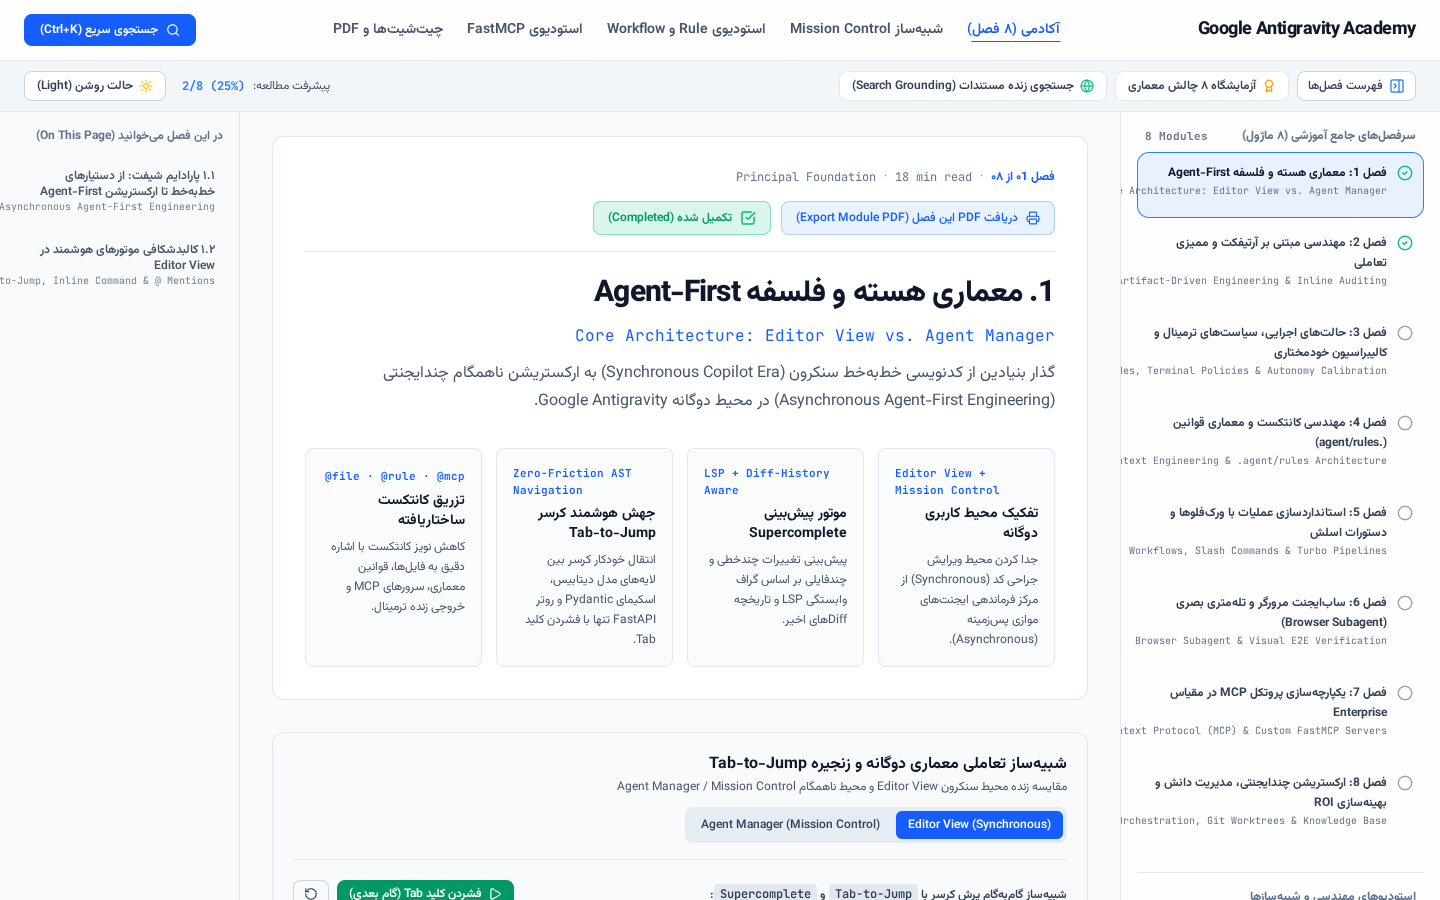 Google Antigravity Academy
آکادمی (۸ فصل)
شبیه‌ساز Mission Control
استودیوی Rule و Workflow
استودیوی FastMCP
چیت‌شیت‌ها و PDF
جستجوی سریع (Ctrl+K)
فهرست فصل‌ها
آزمایشگاه ۸ چالش معماری
جستجوی زنده مستندات (Search Grounding)
پیشرفت مطالعه:
2/8 (25%)
حالت روشن (Light)
سرفصل‌های جامع آموزشی (۸ ماژول)
8 Modules
فصل 1: معماری هسته و فلسفه Agent-First
Architecture: Editor View vs. Agent Manager
فصل 2: مهندسی مبتنی بر آرتیفکت و ممیزی
تعاملی
Artifact-Driven Engineering & Inline Auditing
فصل 3: حالت‌های اجرایی، سیاست‌های ترمینال و
کالیبراسیون خودمختاری
Terminal Policies & Autonomy Calibration
فصل 4: مهندسی کانتکست و معماری قوانین
(.agent/rules)
Engineering & .agent/rules Architecture
فصل 5: استانداردسازی عملیات با ورک‌فلوها و
دستورات اسلش
Workflows, Slash Commands & Turbo Pipelines
فصل 6: ساب‌ایجنت مرورگر و تله‌متری بصری
(Browser Subagent)
Browser Subagent & Visual E2E Verification
فصل 7: یکپارچه‌سازی پروتکل MCP در مقیاس
Enterprise
Protocol (MCP) & Custom FastMCP Servers
فصل 8: ارکستریشن چندایجنتی، مدیریت دانش و
بهینه‌سازی ROI
Orchestration, Git Worktrees & Knowledge Base
استودیوهای مهندسی و شبیه‌سازها
فصل 01 از ۰۸ · 18 min read · Principal Foundation
دریافت PDF این فصل (Export Module PDF)
تکمیل شده (Completed)
1. معماری هسته و فلسفه Agent-First
Core Architecture: Editor View vs. Agent Manager
گذار بنیادین از کدنویسی خط‌به‌خط سنکرون (Synchronous Copilot Era) به ارکستریشن ناهمگام چندایجنتی
(Asynchronous Agent-First Engineering) در محیط دوگانه Google Antigravity.
Editor View +
Mission Control
تفکیک محیط کاربری
دوگانه
جدا کردن محیط ویرایش
جراحی کد (Synchronous) از
مرکز فرماندهی ایجنت‌های
موازی پس‌زمینه
(Asynchronous).
LSP + Diff-History
Aware
موتور پیش‌بینی
Supercomplete
پیش‌بینی تغییرات چندخطی و
چندفایلی بر اساس گراف
وابستگی LSP و تاریخچه
Diffهای اخیر.
Zero-Friction AST
Navigation
جهش هوشمند کرسر
Tab-to-Jump
انتقال خودکار کرسر بین
لایه‌های مدل دیتابیس،
اسکیمای Pydantic و روتر
FastAPI تنها با فشردن کلید
Tab.
@file · @rule · @mcp
تزریق کانتکست
ساختاریافته
کاهش نویز کانتکست با اشاره
دقیق به فایل‌ها، قوانین
معماری، سرورهای MCP و
خروجی زنده ترمینال.
شبیه‌ساز تعاملی معماری دوگانه و زنجیره Tab-to-Jump
مقایسه زنده محیط سنکرون Editor View و محیط ناهمگام Agent Manager / Mission Control
Editor View (Synchronous)
Agent Manager (Mission Control)
شبیه‌ساز گام‌به‌گام پرش کرسر با Tab-to-Jump و Supercomplete:
فشردن کلید Tab (گام بعدی)
در این فصل می‌خوانید (On This Page)
۱.۱ پارادایم شیفت: از دستیارهای
خط‌به‌خط تا ارکستریشن Agent-First
Asynchronous Agent-First Engineering
۱.۲ کالبدشکافی موتورهای هوشمند در
Editor View
to-Jump, Inline Command & @ Mentions